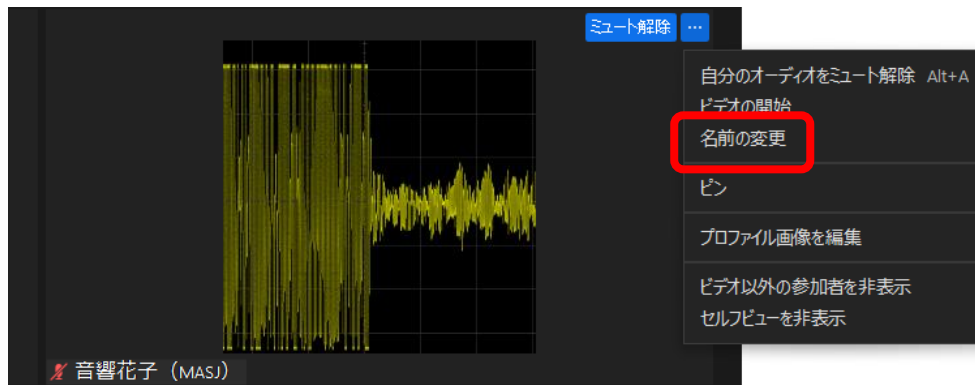 ミュート解除 ...
自分のオーディオをミュート解除 Alt+A
ビデオの開始
名前の変更
ピン
プロファイル画像を編集
ビデオ以外の参加者を非表示
セルフビューを非表示
音響花子（MASJ）